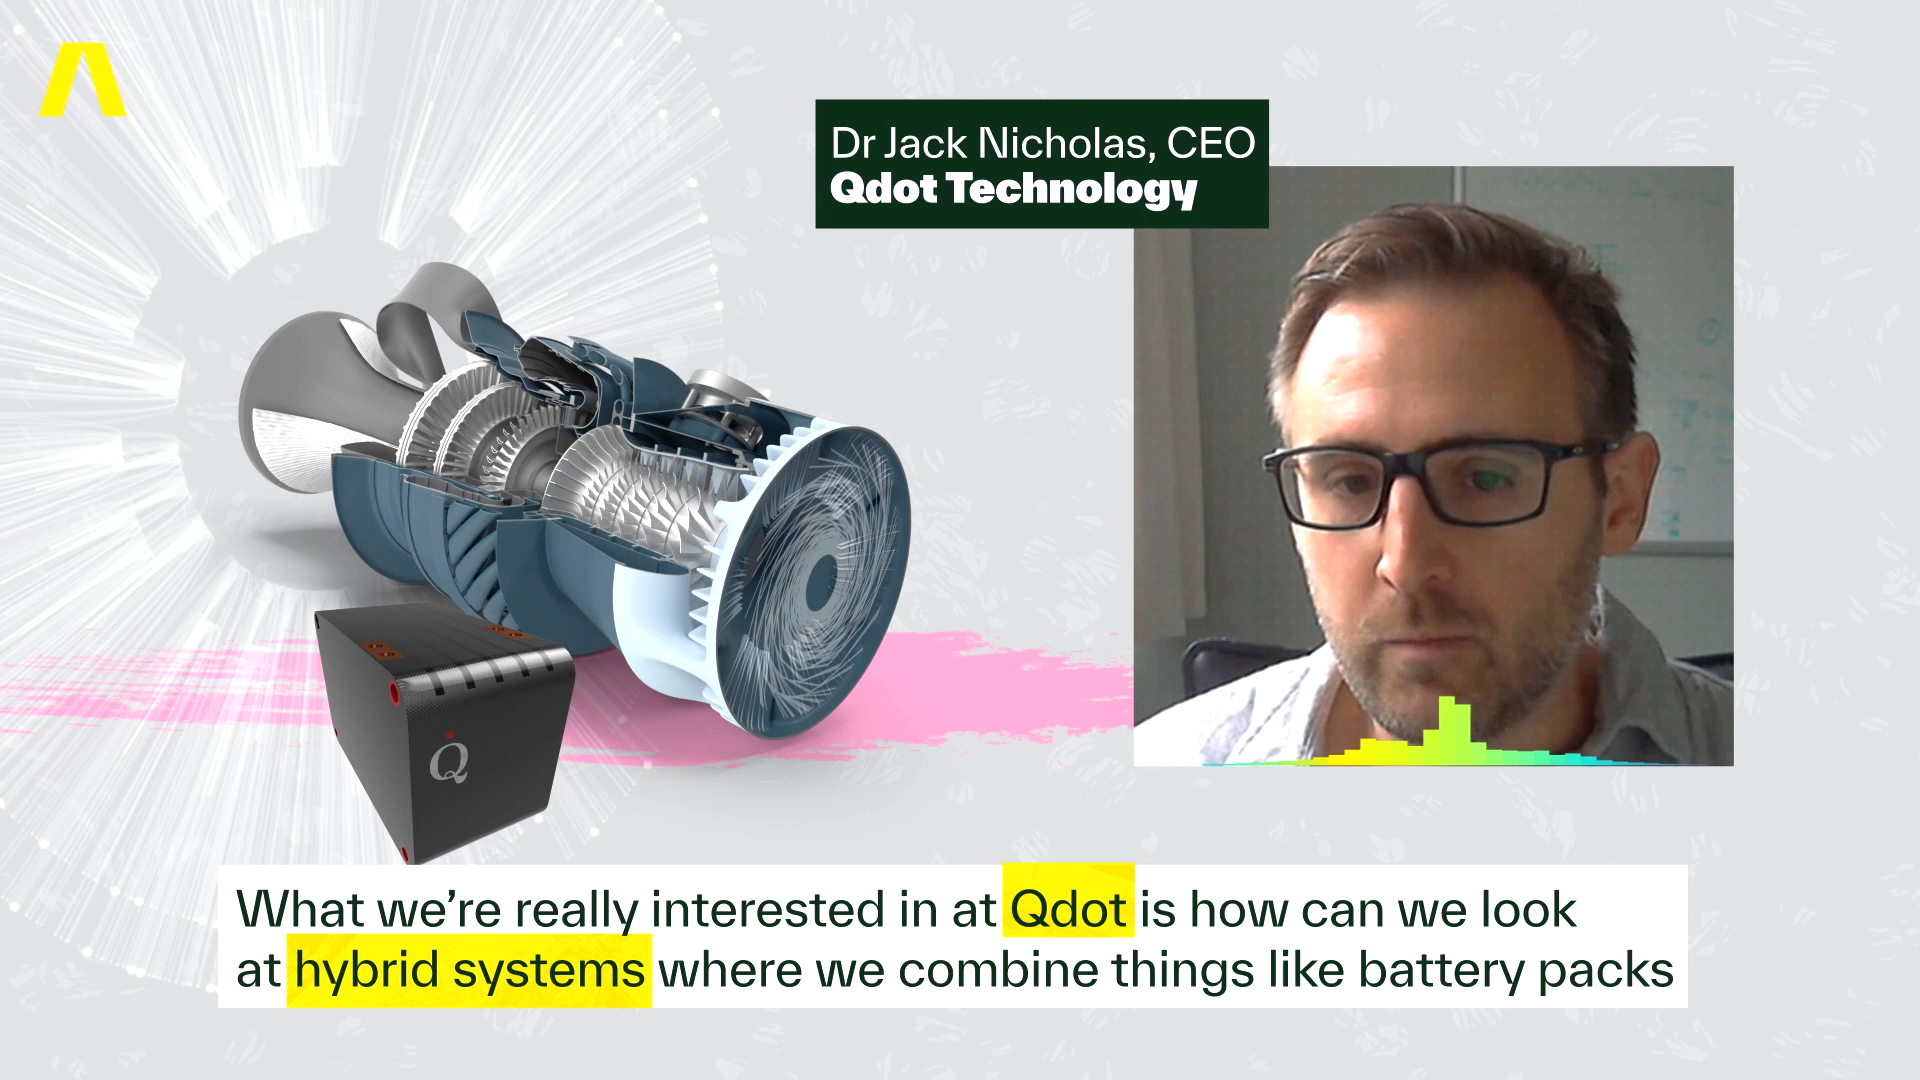 Dr Jack Nicholas, CEO
Qdot Technology
Q
What we’re really interested in at Qdot is how can we look
at hybrid systems where we combine things like battery packs